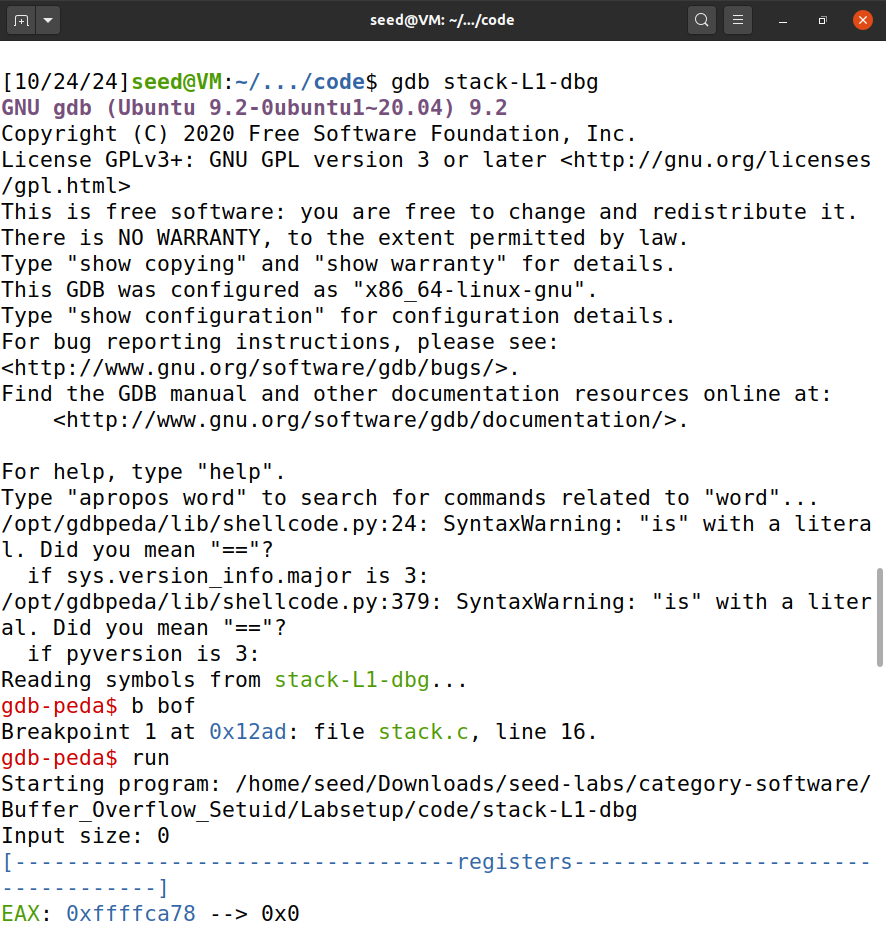 seed@VM: ~/.../code
[10/24/24]seed@VM:~/.../code$ gdb stack-L1-dbg
GNU gdb (Ubuntu 9.2-0ubuntu1~20.04) 9.2
Copyright (C) 2020 Free Software Foundation, Inc.
License GPLv3+: GNU GPL version 3 or later <http://gnu.org/licenses
/gpl.html>
This is free software: you are free to change and redistribute it.
There is NO WARRANTY, to the extent permitted by law.
Type "show copying" and "show warranty" for details.
This GDB was configured as "x86_64-linux-gnu".
Type "show configuration" for configuration details.
For bug reporting instructions, please see:
<http://www.gnu.org/software/gdb/bugs/>.
Find the GDB manual and other documentation resources online at:
    <http://www.gnu.org/software/gdb/documentation/>.

For help, type "help".
Type "apropos word" to search for commands related to "word"...
/opt/gdbpeda/lib/shellcode.py:24: SyntaxWarning: "is" with a litera
l. Did you mean "=="?
  if sys.version_info.major is 3:
/opt/gdbpeda/lib/shellcode.py:379: SyntaxWarning: "is" with a liter
al. Did you mean "=="?
  if pyversion is 3:
Reading symbols from stack-L1-dbg...
gdb-peda$ b bof
Breakpoint 1 at 0x12ad: file stack.c, line 16.
gdb-peda$ run
Starting program: /home/seed/Downloads/seed-labs/category-software/
Buffer_Overflow_Setuid/Labsetup/code/stack-L1-dbg
Input size: 0
[----------------------------------registers-----------------------
------------]
EAX: 0xffffca78 --> 0x0